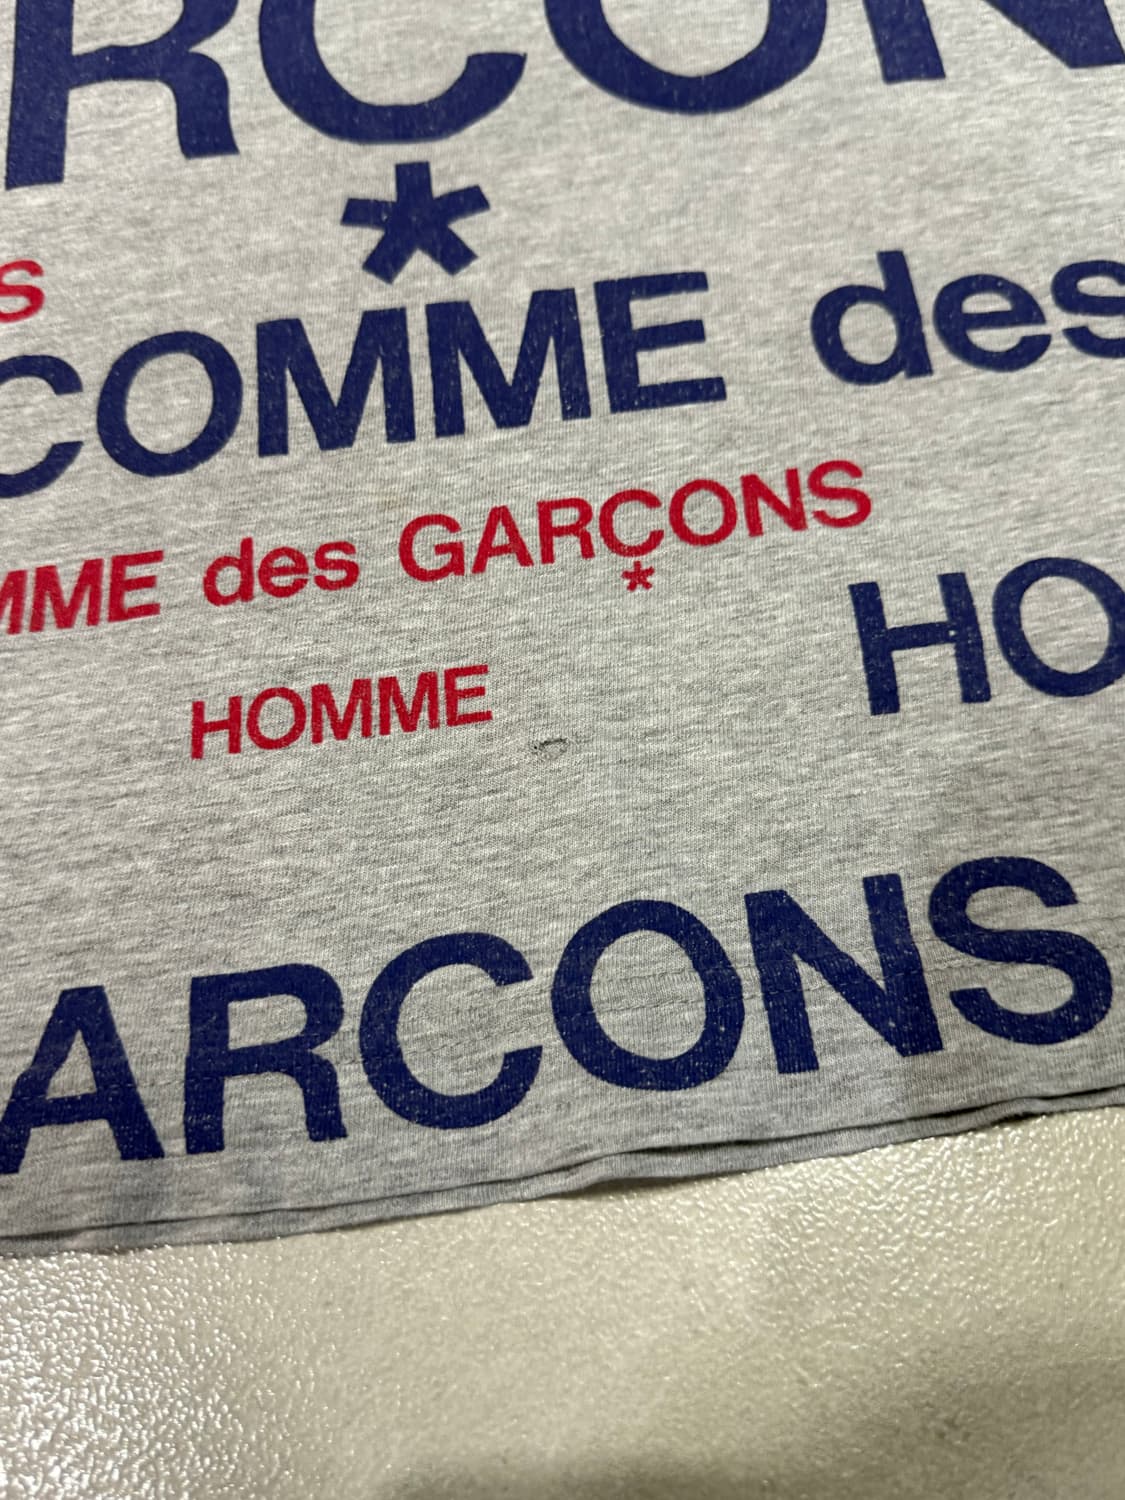 RÇON
*
S
COMME des
MME des GARÇONS
*
HO
HOMME
ARCONS